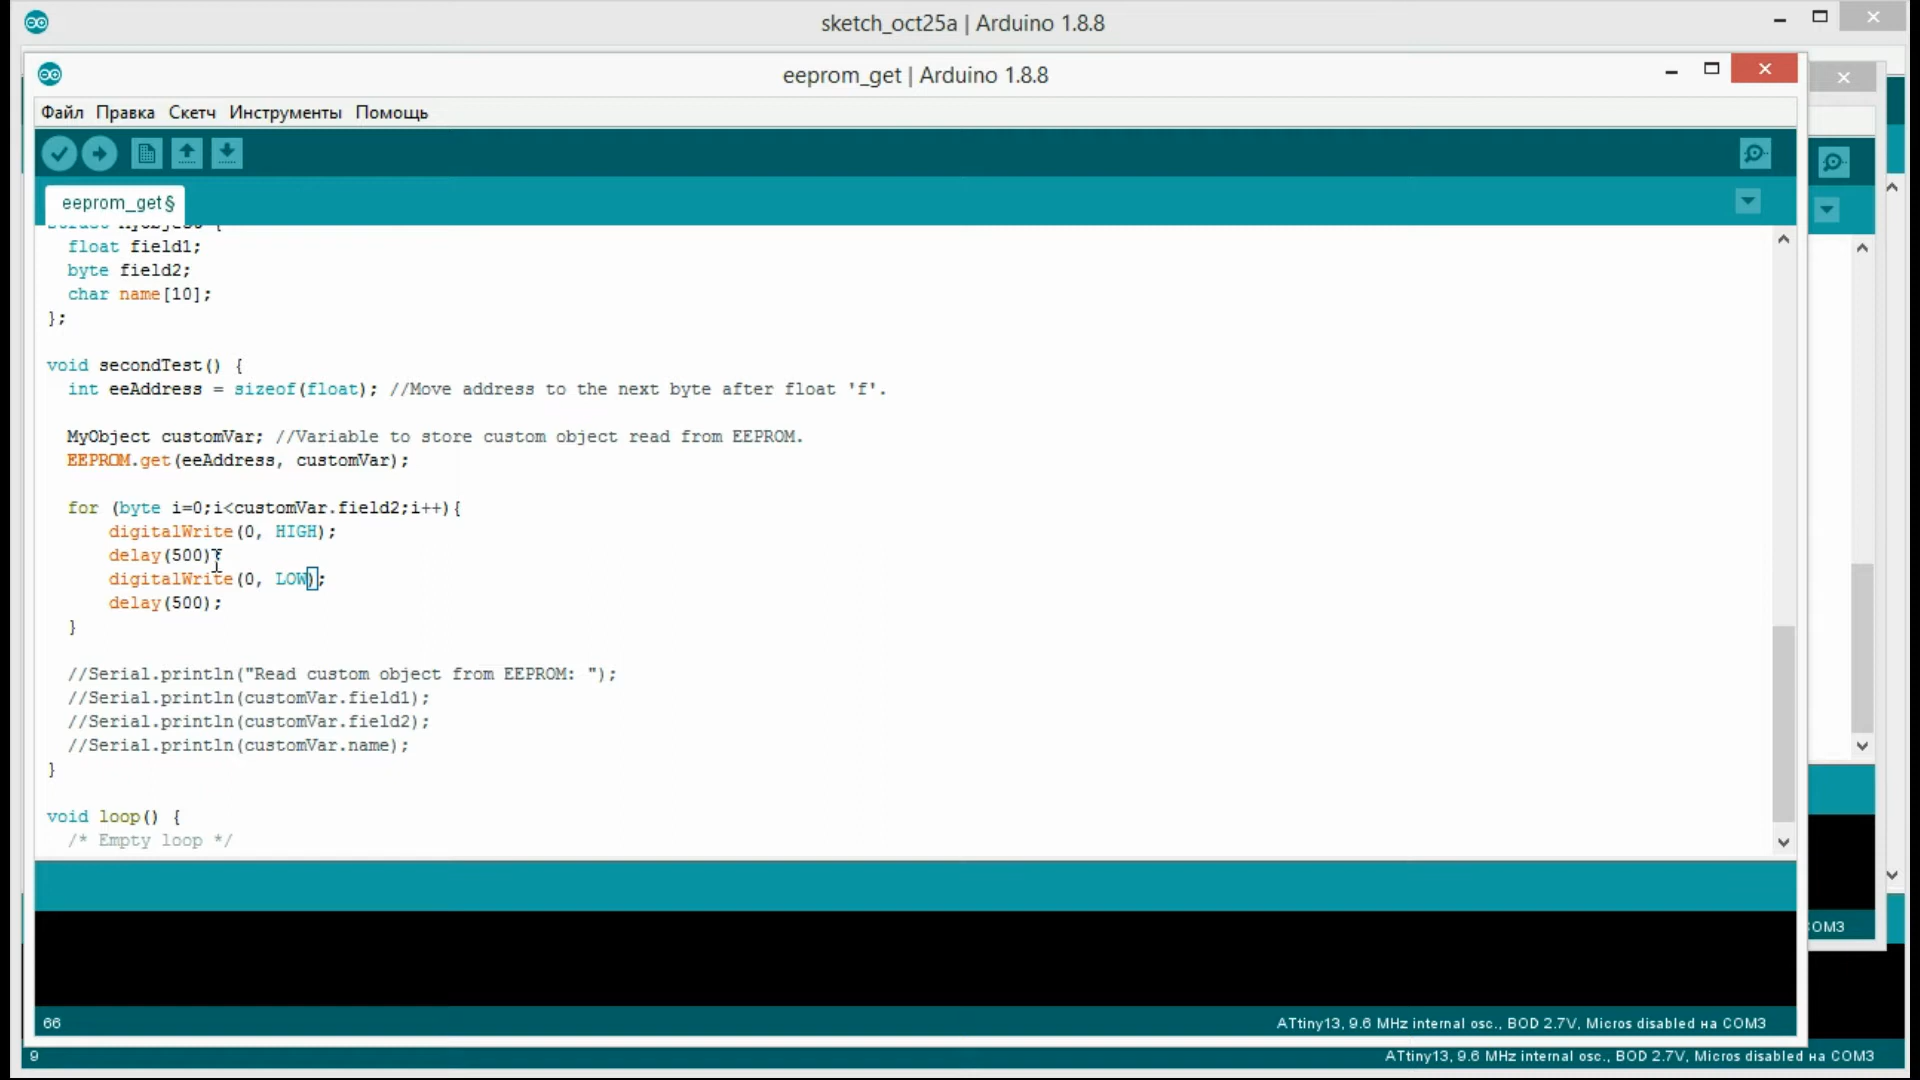 sketch_oct25a | Arduino 1.8.8
eeprom_get | Arduino 1.8.8
Файл Правка Скетч Инструменты Помощь
eeprom_get§
struct MyObject {
float field1;
byte field2;
char name[10];
};
void secondTest() {
int eeAddress = sizeof(float); //Move address to the next byte after float 'f'.
MyObject customVar; //Variable to store custom object read from EEPROM.
EEPROM.get(eeAddress, customVar);
for (byte i=0;i<customVar.field2;i++){
digitalWrite(0, HIGH);
delay(500);
digitalWrite(0, LOW);
delay(500);
}
//Serial.println("Read custom object from EEPROM: ");
//Serial.println(customVar.field1);
//Serial.println(customVar.field2);
//Serial.println(customVar.name);
}
void loop() {
/* Empty loop */
COM3
66
ATtiny13, 9.6 MHz internal osc., BOD 2.7V, Micros disabled на COM3
9
ATtiny13, 9.6 MHz internal osc., BOD 2.7V, Micros disabled на COM3